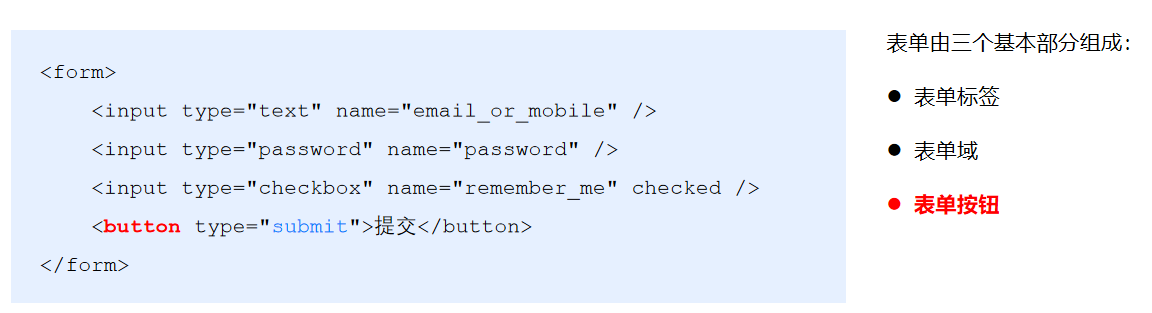 <form>
<input type="text" name="email_or_mobile" />
<input type="password" name="password" />
<input type="checkbox" name="remember_me" checked />
<button type="submit">提交</button>
</form>
表单由三个基本部分组成：
● 表单标签
● 表单域
● 表单按钮